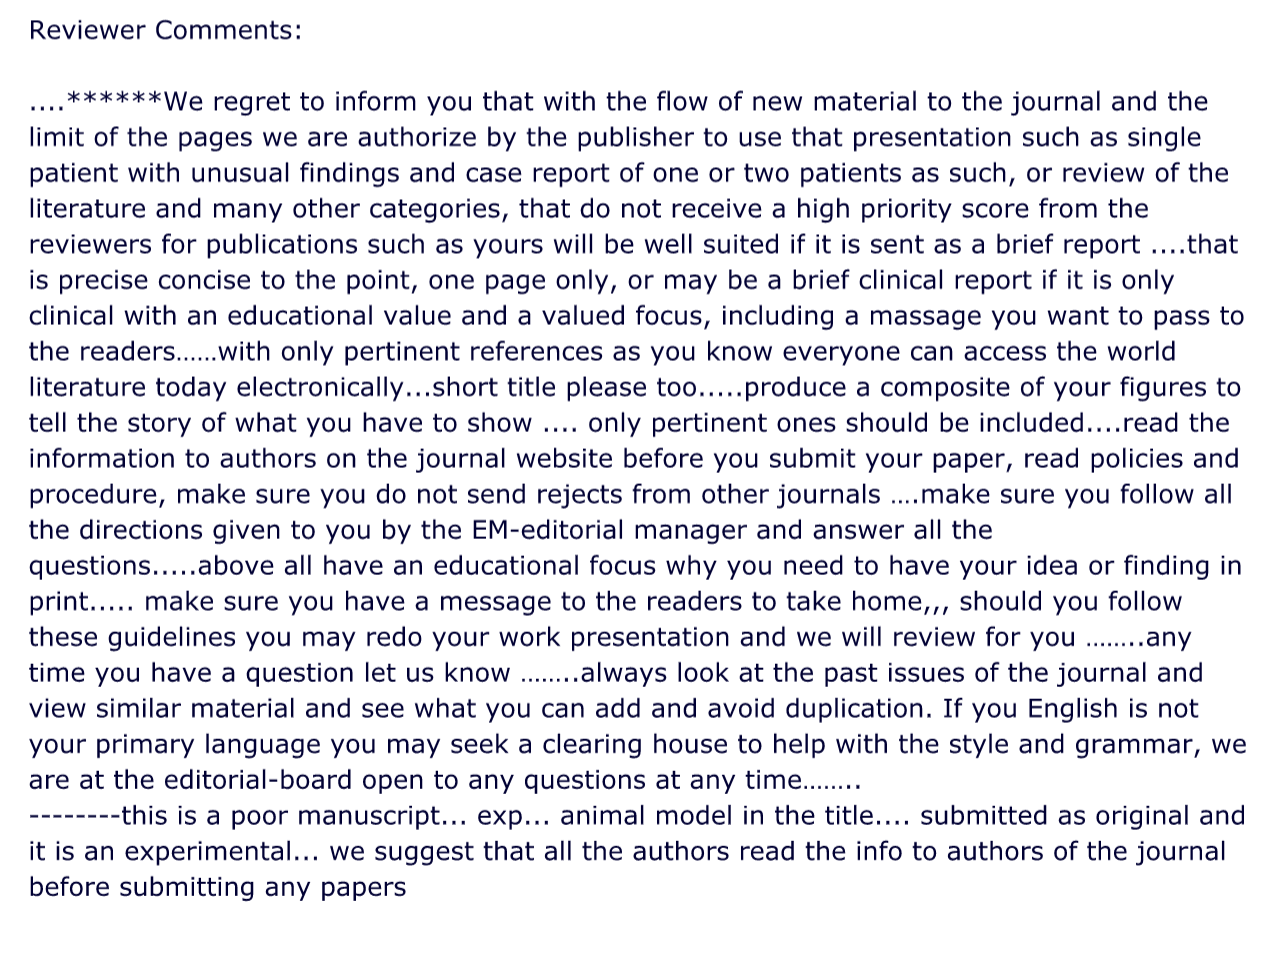 Reviewer Comments:
....******We regret to inform you that with the flow of new material to the journal and the
limit of the pages we are authorize by the publisher to use that presentation such as single
patient with unusual findings and case report of one or two patients as such, or review of the
literature and many other categories, that do not receive a high priority score from the
reviewers for publications such as yours will be well suited if it is sent as a brief report ....that
is precise concise to the point, one page only, or may be a brief clinical report if it is only
clinical with an educational value and a valued focus, including a massage you want to pass to
the readers……with only pertinent references as you know everyone can access the world
literature today electronically...short title please too.....produce a composite of your figures to
tell the story of what you have to show .... only pertinent ones should be included....read the
information to authors on the journal website before you submit your paper, read policies and
procedure, make sure you do not send rejects from other journals ….make sure you follow all
the directions given to you by the EM-editorial manager and answer all the
questions.....above all have an educational focus why you need to have your idea or finding in
print..... make sure you have a message to the readers to take home,,, should you follow
these guidelines you may redo your work presentation and we will review for you ……..any
time you have a question let us know ……..always look at the past issues of the journal and
view similar material and see what you can add and avoid duplication. If you English is not
your primary language you may seek a clearing house to help with the style and grammar, we
are at the editorial-board open to any questions at any time……..
--------this is a poor manuscript... exp... animal model in the title.... submitted as original and
it is an experimental... we suggest that all the authors read the info to authors of the journal
before submitting any papers